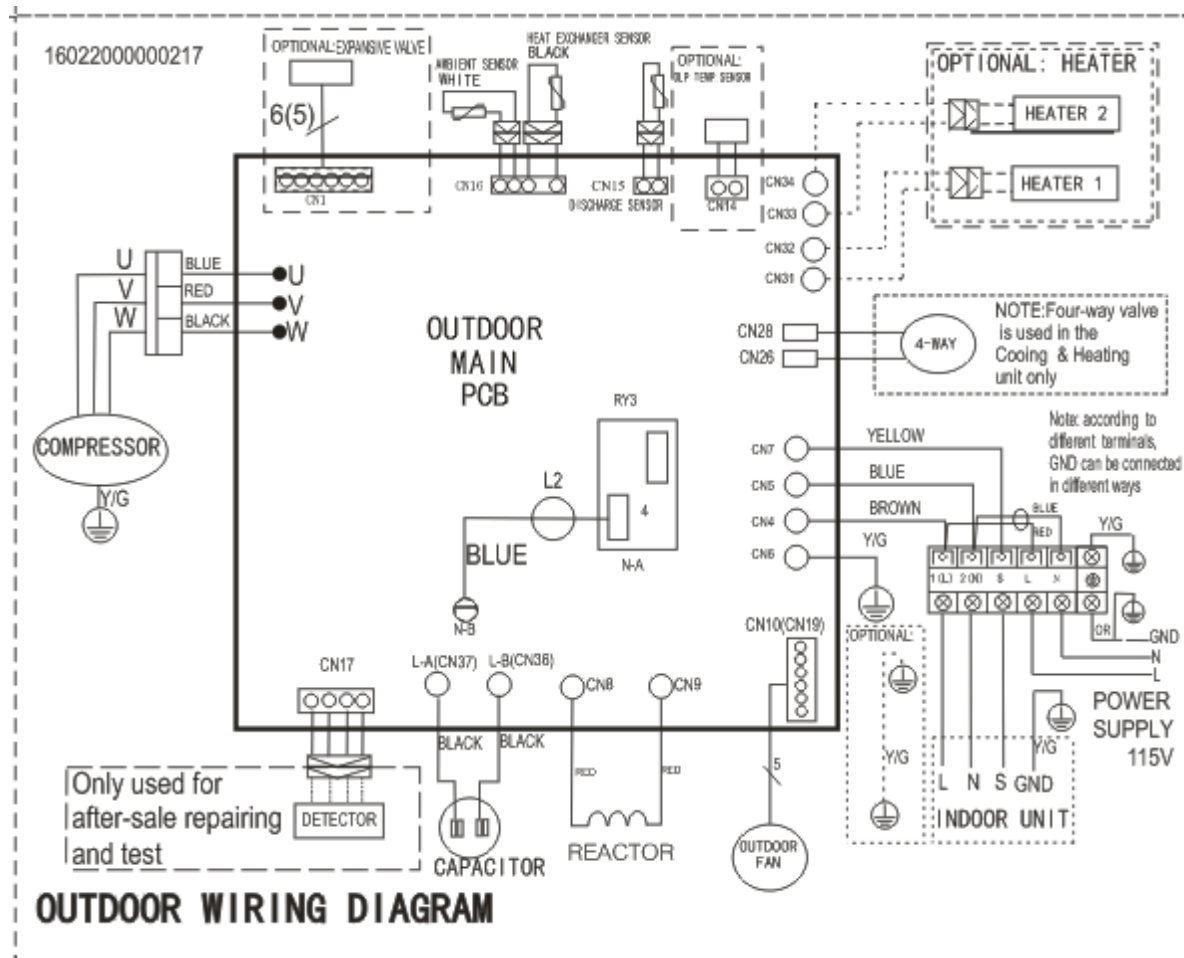 16022000000217
OPTIONAL:EXPANSIVE VALVE
6(5)
CN1
AMBIENT SENSOR
WHITE
HEAT EXCHANGER SENSOR
BLACK
CN16
CN15
DISCHARGE SENSOR
OPTIONAL:
OLP TEMP SENSOR
CN14
OPTIONAL: HEATER
HEATER 2
HEATER 1
CN34
CN33
CN32
CN31
U
V
W
BLUE
RED
BLACK
U
V
W
COMPRESSOR
Y/G
OUTDOOR
MAIN
PCB
RY3
L2
4
BLUE
N-A
N-B
CN28
CN26
4-WAY
NOTE:Four-way valve
is used in the
Cooing & Heating
unit only
Note: according to
different terminals,
GND can be connected
in different ways
CN7
YELLOW
CN5
BLUE
CN4
BROWN
CN6
Y/G
BLUE
RED
Y/G
1(L) 2(N) S L N
OR
GND
N
L
POWER
SUPPLY
115V
OPTIONAL:
Y/G
Y/G
L N S GND
INDOOR UNIT
CN10(CN19)
5
OUTDOOR
FAN
CN17
L-A(CN37)
L-B(CN36)
CN8
CN9
BLACK
BLACK
RED
RED
CAPACITOR
REACTOR
Only used for
after-sale repairing
and test
DETECTOR
OUTDOOR WIRING DIAGRAM